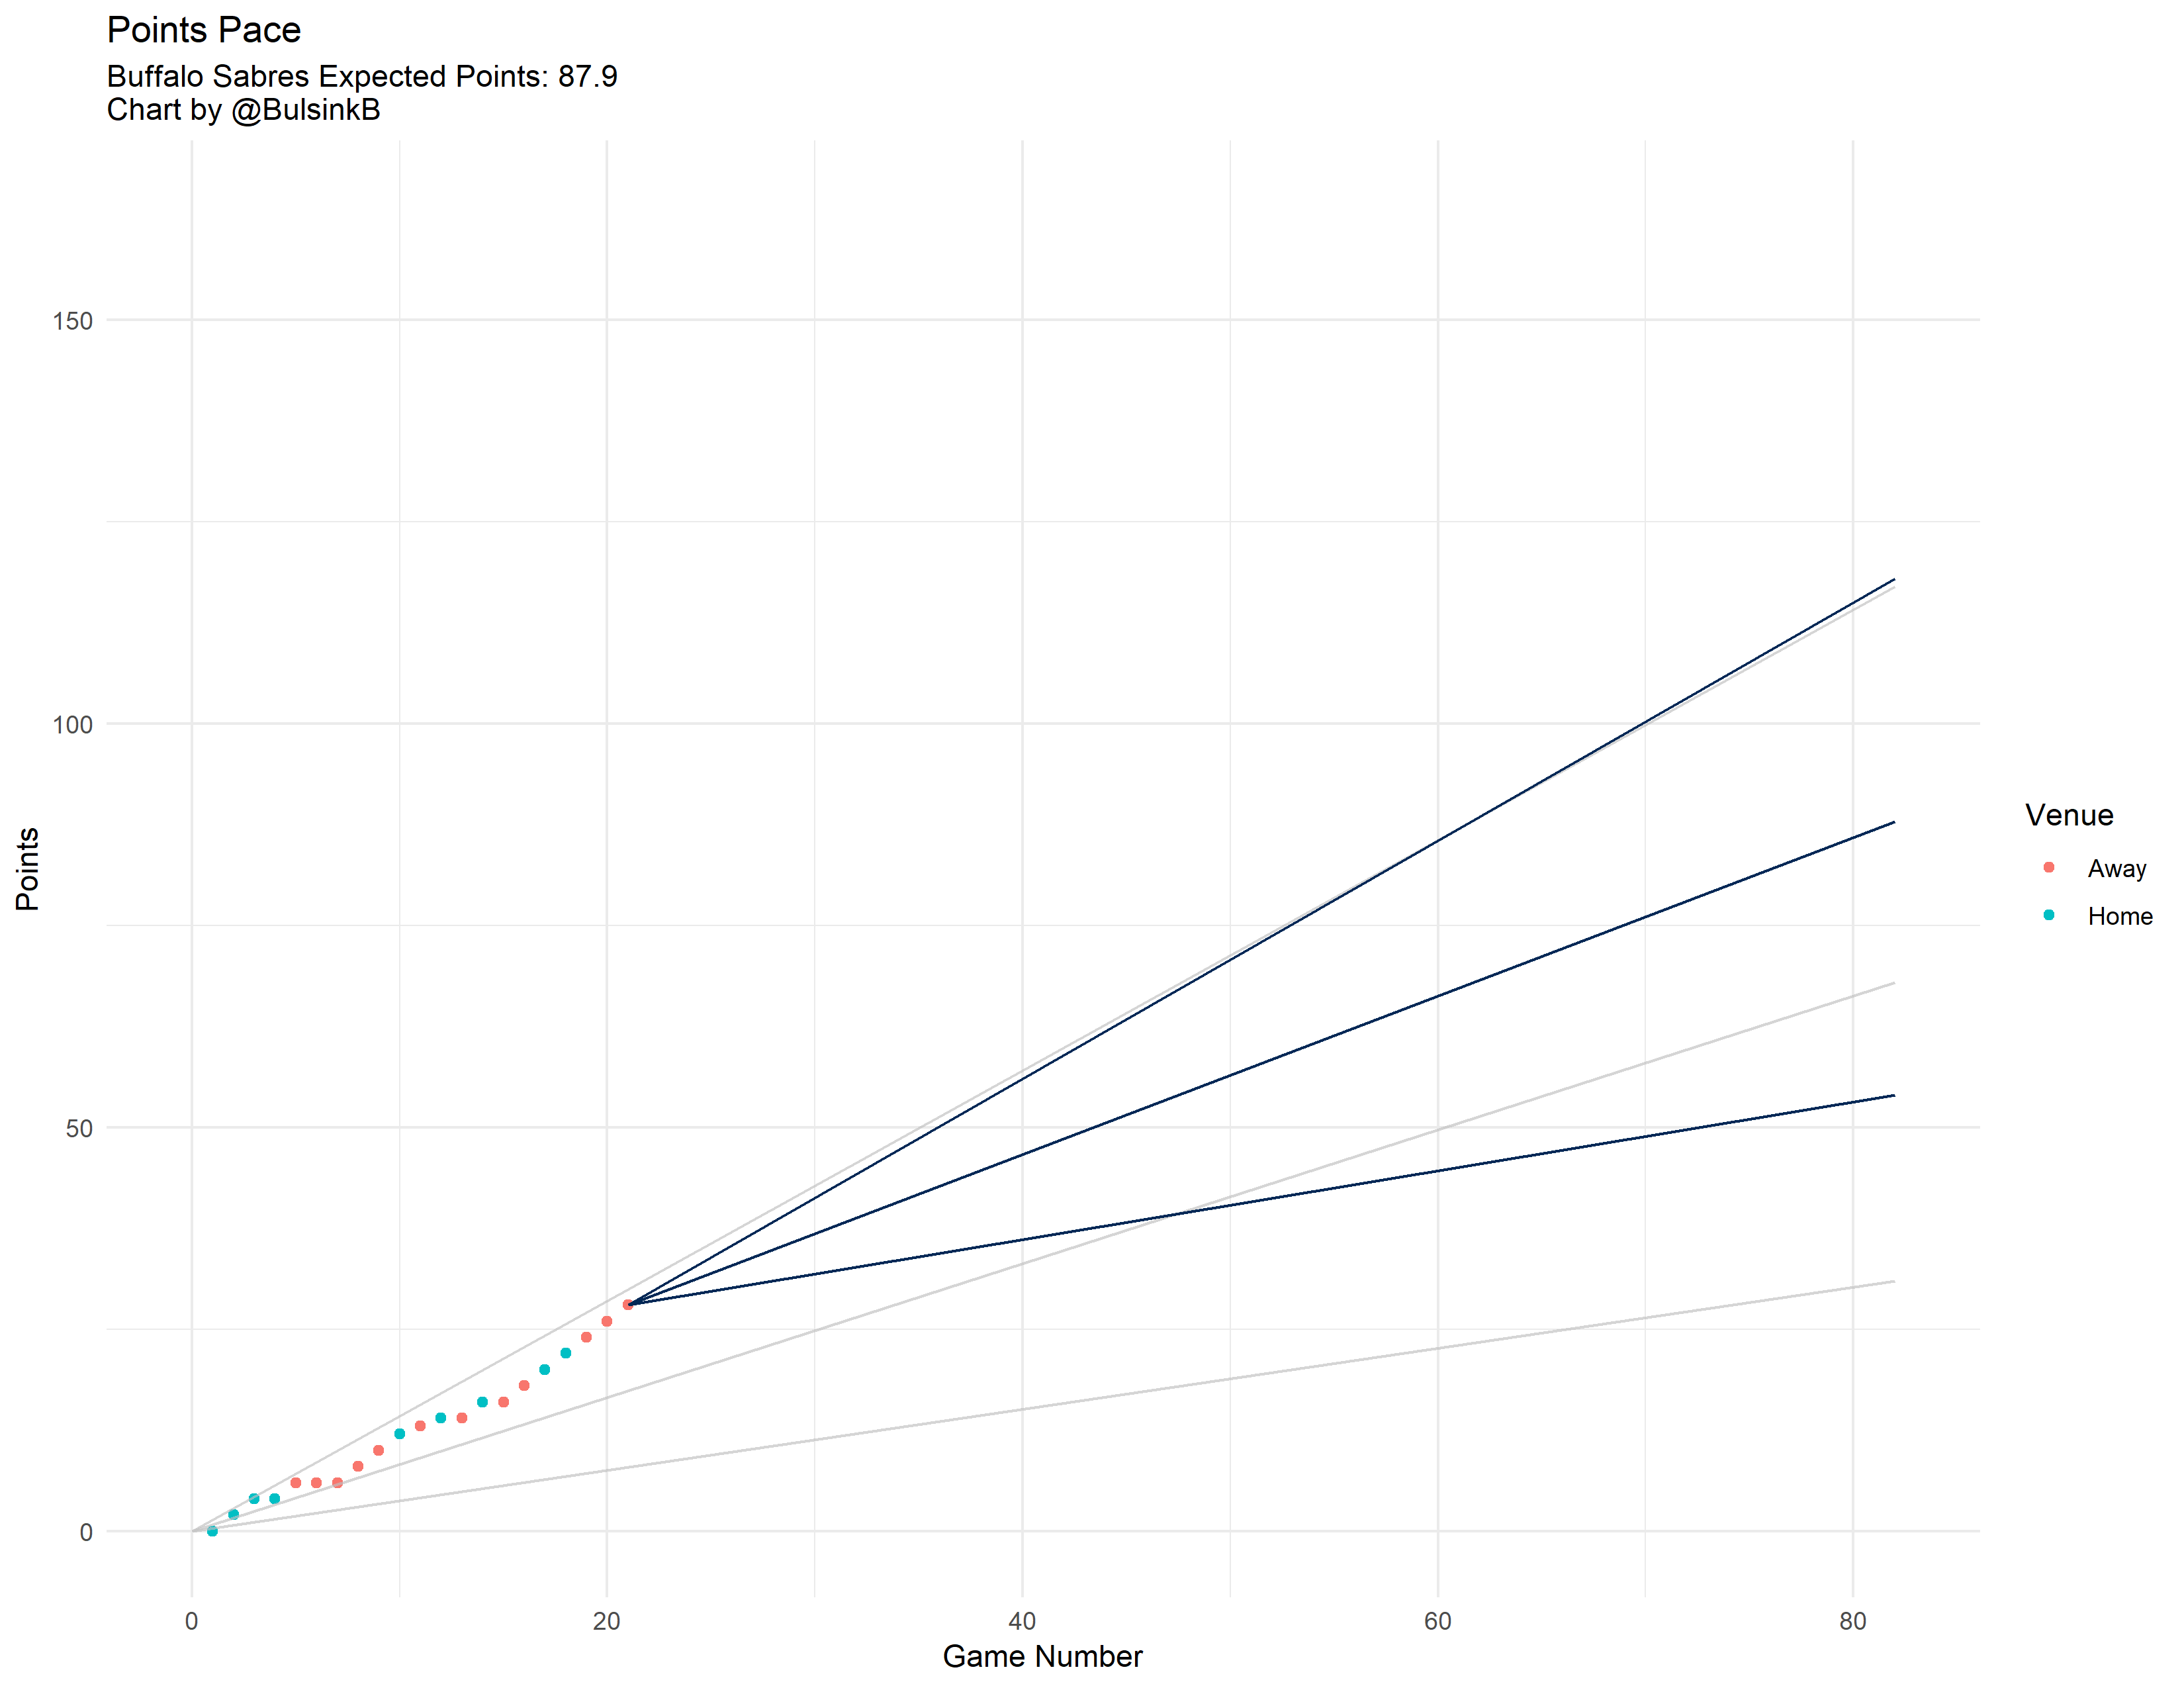 Points Pace
Buffalo Sabres Expected Points: 87.9
Chart by @BulsinkB
150
100
50
0
Points
0 20 40 60 80
Game Number
Venue
Away
Home